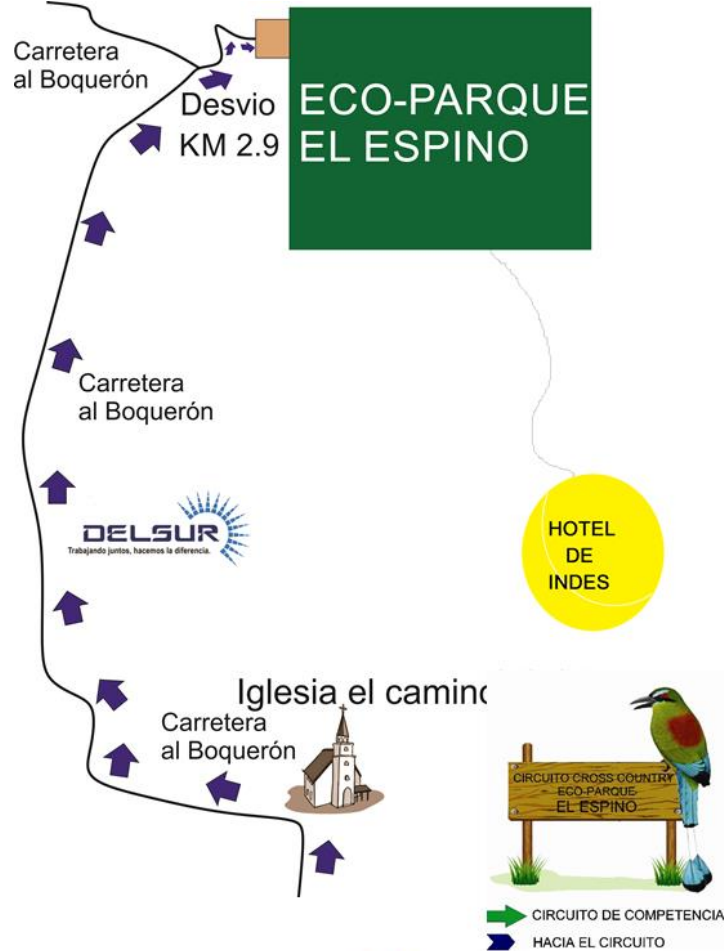 Carretera
al Boquerón
Desvio
KM 2.9
ECO-PARQUE
EL ESPINO
Carretera
al Boquerón
DELSUR
Trabajando juntos, hacemos la diferencia.
HOTEL
DE
INDES
Iglesia el camino
Carretera
al Boquerón
CIRCUITO CROSS COUNTRY
ECO-PARQUE
EL ESPINO
CIRCUITO DE COMPETENCIA
HACIA EL CIRCUITO